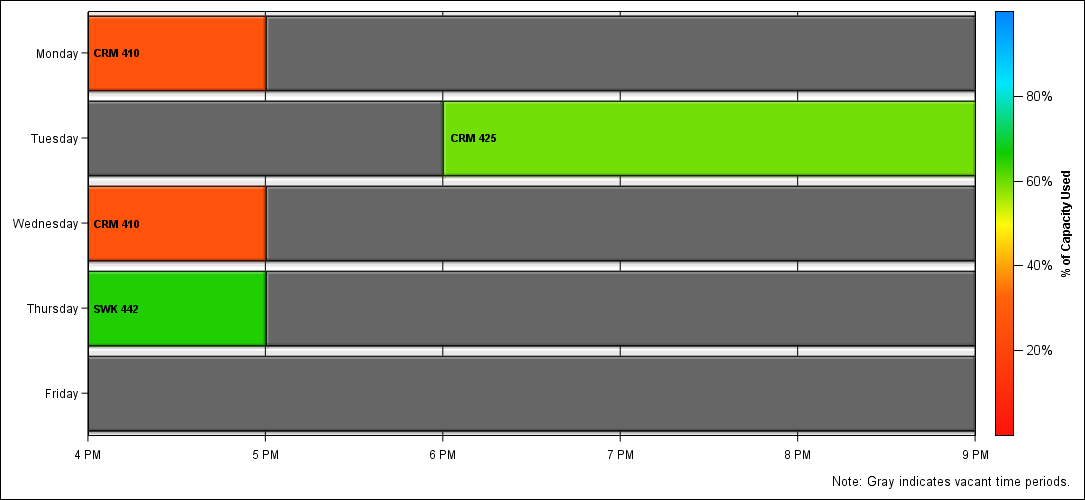 Monday
CRM 410
Tuesday
CRM 425
Wednesday
CRM 410
Thursday
SWK 442
Friday
4 PM 5 PM 6 PM 7 PM 8 PM 9 PM
80%
60%
40%
20%
% of Capacity Used
Note: Gray indicates vacant time periods.